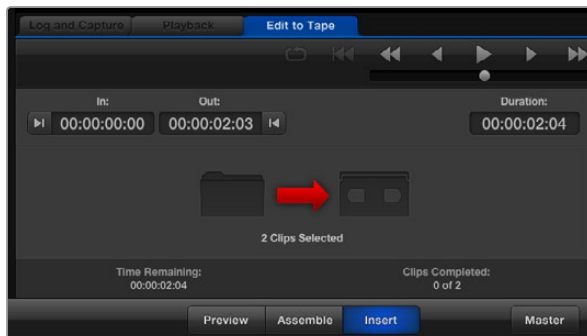 Log and Capture Playback Edit to Tape
In: Out: Duration:
00:00:00:00 00:00:02:03 00:00:02:04
2 Clips Selected
Time Remaining: Clips Completed:
00:00:02:04 0 of 2
Preview Assemble Insert Master